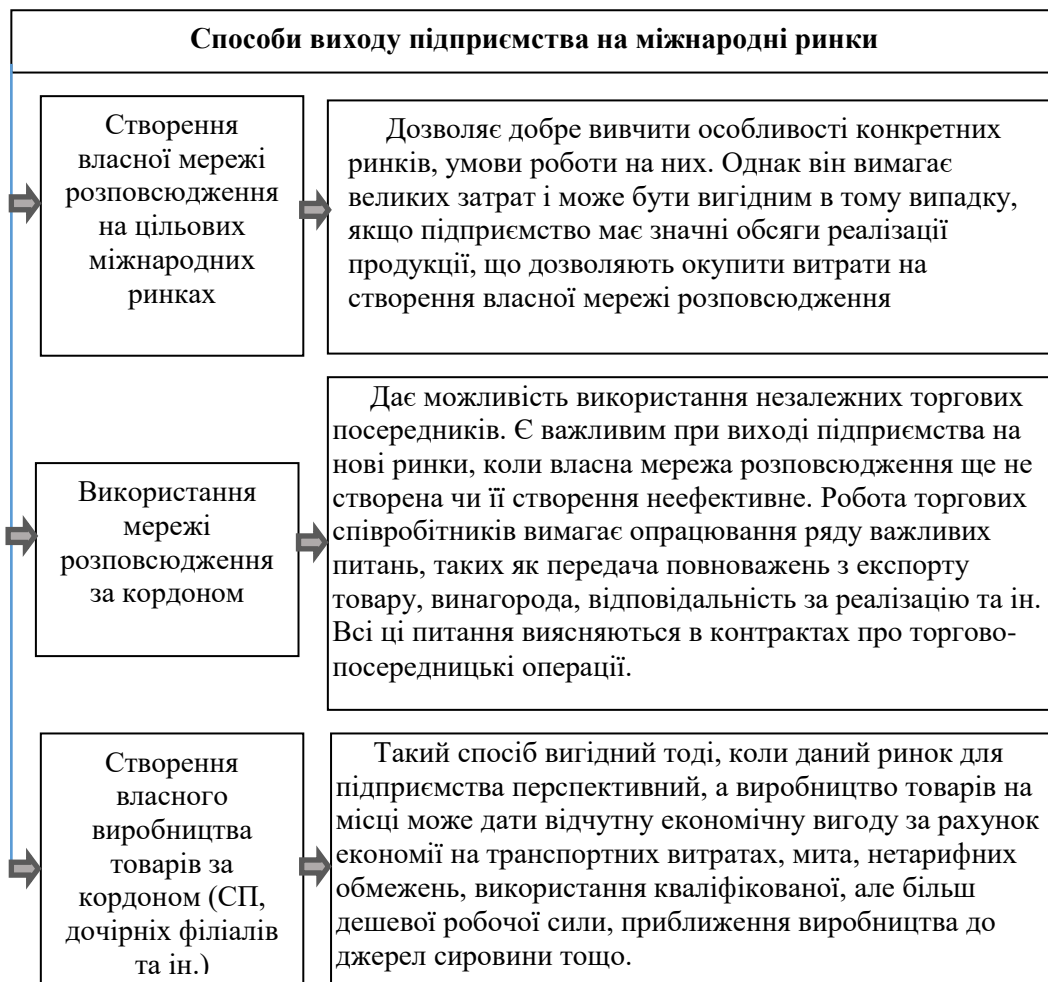 Способи виходу підприємства на міжнародні ринки
Створення
власної мережі
розповсюдження
на цільових
міжнародних
ринках
Дозволяє добре вивчити особливості конкретних
ринків, умови роботи на них. Однак він вимагає
великих затрат і може бути вигідним в тому випадку,
якщо підприємство має значні обсяги реалізації
продукції, що дозволяють окупити витрати на
створення власної мережі розповсюдження
Використання
мережі
розповсюдження
за кордоном
Дає можливість використання незалежних торгових
посередників. Є важливим при виході підприємства на
нові ринки, коли власна мережа розповсюдження ще не
створена чи її створення неефективне. Робота торгових
співробітників вимагає опрацювання ряду важливих
питань, таких як передача повноважень з експорту
товару, винагорода, відповідальність за реалізацію та ін.
Всі ці питання виясняються в контрактах про торгово-
посередницькі операції.
Створення
власного
виробництва
товарів за
кордоном (СП,
дочірніх філіалів
та ін.)
Такий спосіб вигідний тоді, коли даний ринок для
підприємства перспективний, а виробництво товарів на
місці може дати відчутну економічну вигоду за рахунок
економії на транспортних витратах, мита, нетарифних
обмежень, використання кваліфікованої, але більш
дешевої робочої сили, приближення виробництва до
джерел сировини тощо.